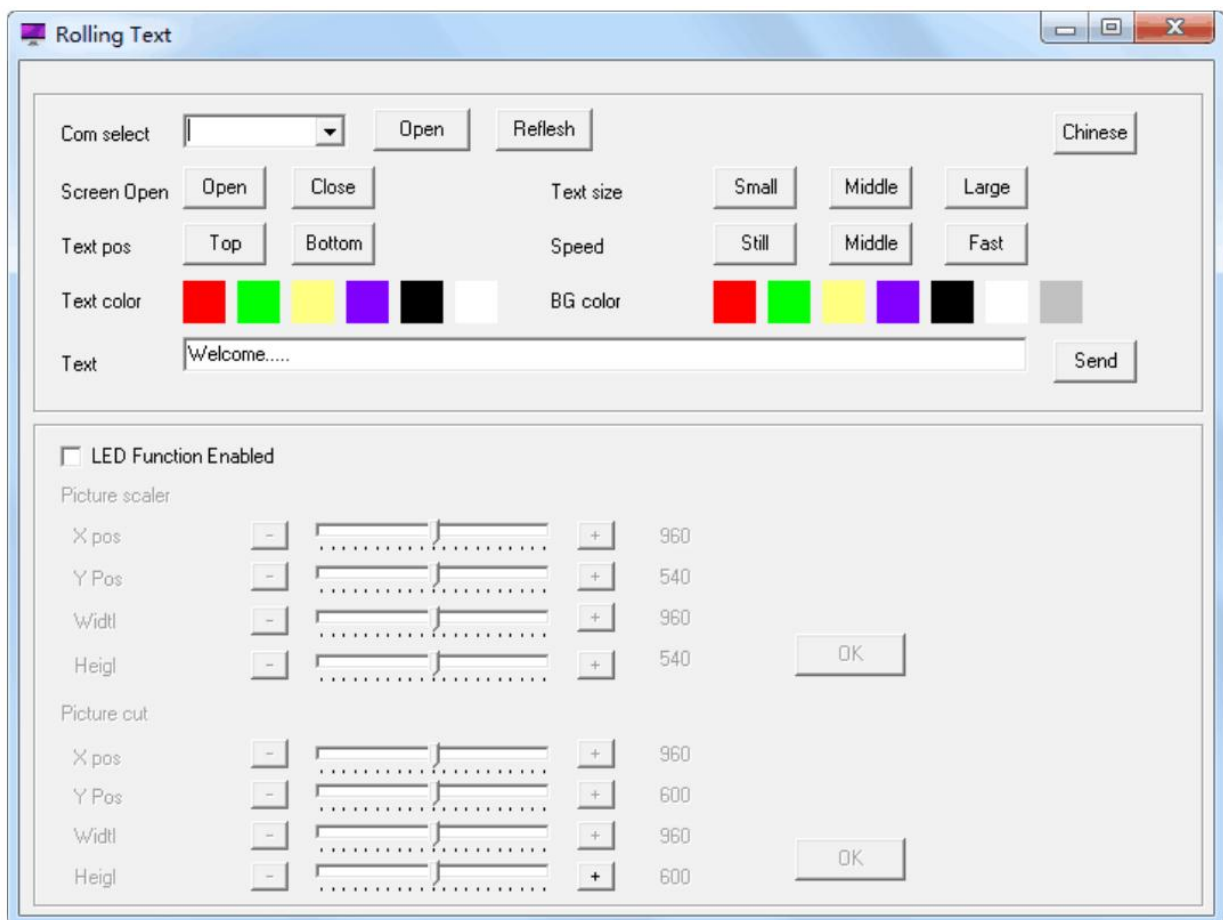 Rolling Text
Com select Open Reflesh Chinese
Screen Open Open Close Text size Small Middle Large
Text pos Top Bottom Speed Still Middle Fast
Text color BG color
Text Welcome..... Send
LED Function Enabled
Picture scaler
X pos - + 960
Y Pos - + 540
Widtl - + 960
Heigl - + 540 OK
Picture cut
X pos - + 960
Y Pos - + 600
Widtl - + 960
Heigl - + 600 OK